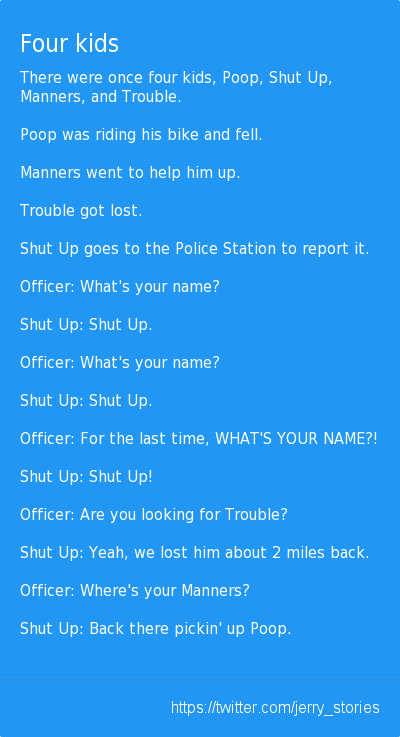 Four kids
There were once four kids, Poop, Shut Up,
Manners, and Trouble.
Poop was riding his bike and fell.
Manners went to help him up.
Trouble got lost.
Shut Up goes to the Police Station to report it.
Officer: What's your name?
Shut Up: Shut Up.
Officer: What's your name?
Shut Up: Shut Up.
Officer: For the last time, WHAT'S YOUR NAME?!
Shut Up: Shut Up!
Officer: Are you looking for Trouble?
Shut Up: Yeah, we lost him about 2 miles back.
Officer: Where's your Manners?
Shut Up: Back there pickin' up Poop.
https://twitter.com/jerry_stories